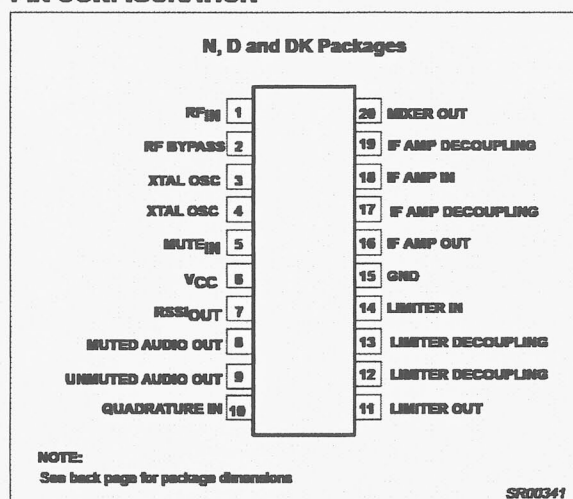 N, D and DK Packages
RFIN 1
20 MIXER OUT
RF BYPASS 2
19 IF AMP DECOUPLING
XTAL OSC 3
18 IF AMP IN
XTAL OSC 4
17 IF AMP DECOUPLING
MUTEIN 5
16 IF AMP OUT
VCC 6
15 GND
RSSIOUT 7
14 LIMITER IN
MUTED AUDIO OUT 8
13 LIMITER DECOUPLING
UNMUTED AUDIO OUT 9
12 LIMITER DECOUPLING
QUADRATURE IN 10
11 LIMITER OUT
NOTE:
See back page for package dimensions
SR00341